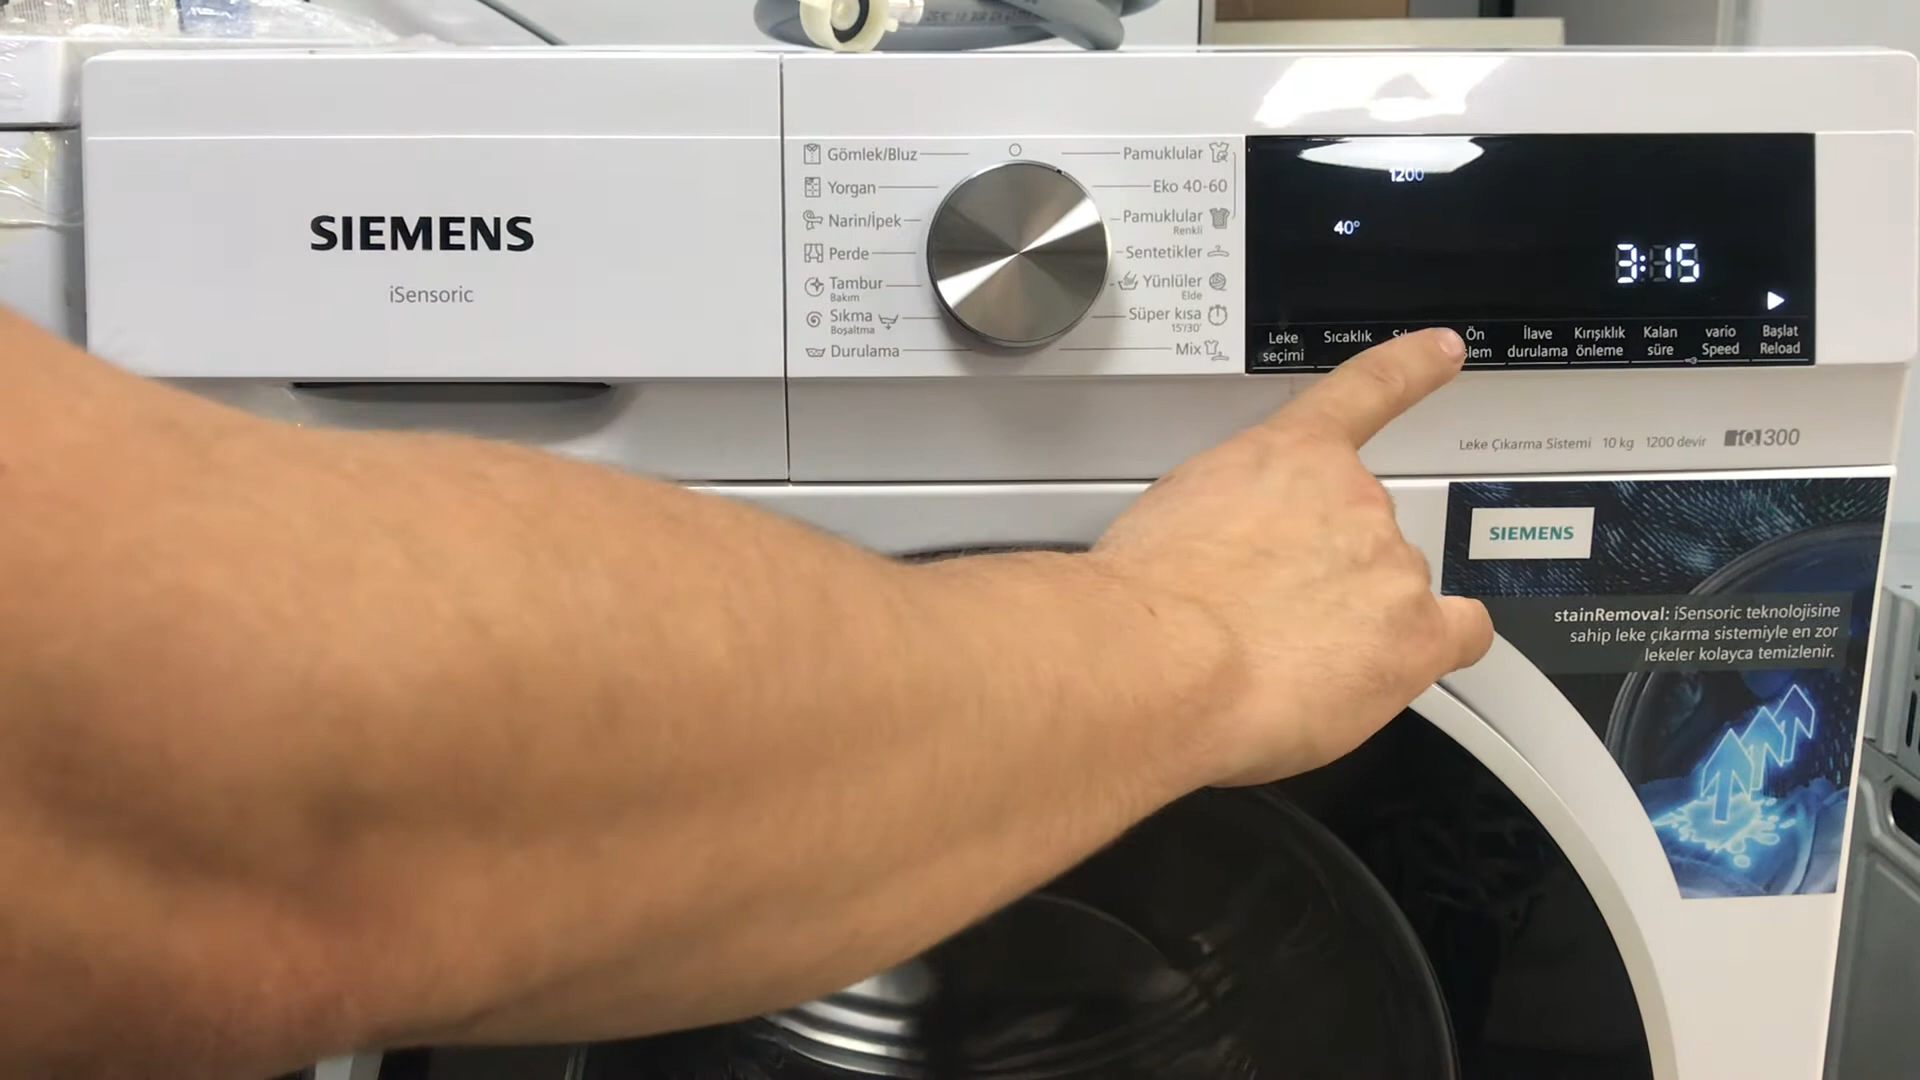 SIEMENS
iSensoric
Gömlek/Bluz
Yorgan
Narin/İpek
Perde
Tambur
Bakım
Sıkma
Boşaltma
Durulama
Pamuklular
Eko 40-60
Pamuklular
Renkli
Sentetikler
Yünlüler
Elde
Süper kısa
15'/30'
Mix
1200
40°
3:15
Leke
seçimi
Sıcaklık
Ön
İlave
durulama
Kırışıklık
önleme
Kalan
süre
vario
Speed
Başlat
Reload
Leke Çıkarma Sistemi 10 kg 1200 devir iQ300
SIEMENS
stainRemoval: iSensoric teknolojisine
sahip leke çıkarma sistemiyle en zor
lekeler kolayca temizlenir.